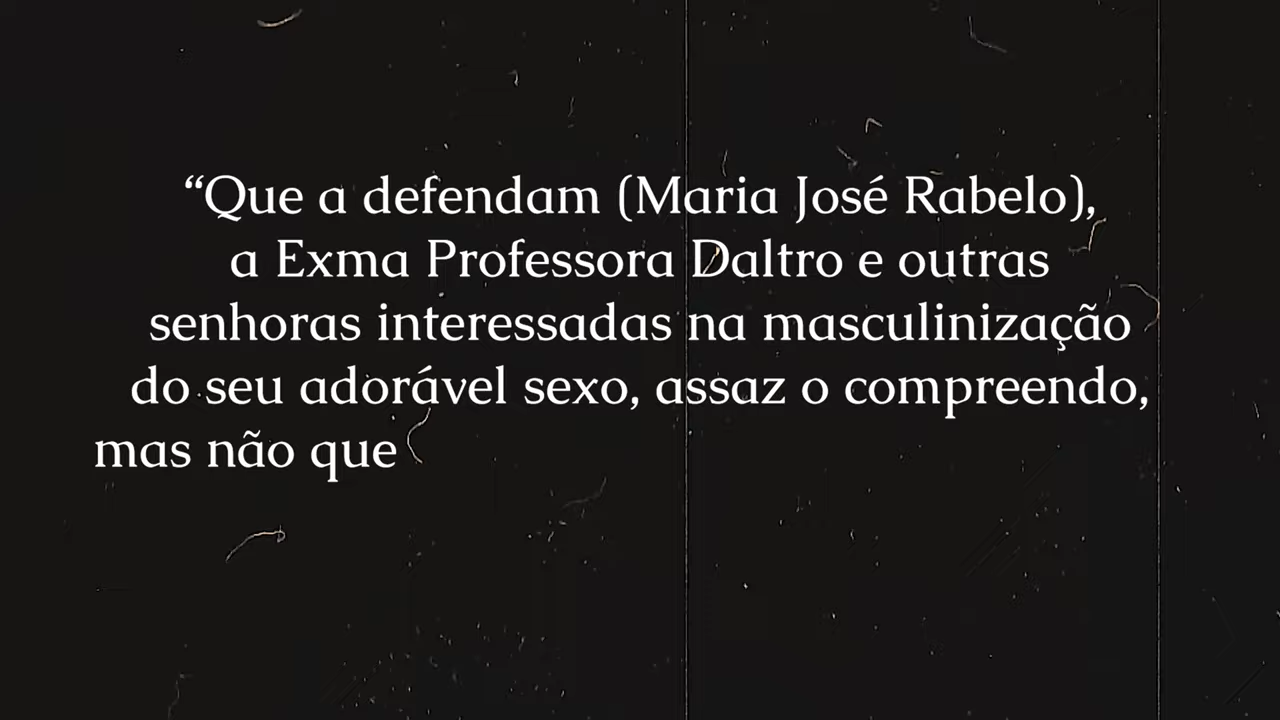 “Que a defendam (Maria José Rabelo),
a Exma Professora Daltro e outras
senhoras interessadas na masculinização
do seu adorável sexo, assaz o compreendo,
mas não que